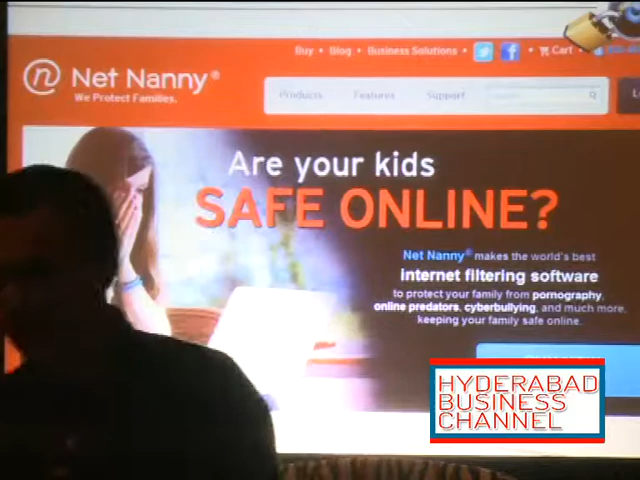 Buy • Blog • Business Solutions • • Cart •
n Net Nanny®
We Protect Families.
Products Features Support
Are your kids
SAFE ONLINE?
Net Nanny® makes the world's best
internet filtering software
to protect your family from pornography,
online predators, cyberbullying, and much more,
keeping your family safe online.
HYDERABAD
BUSINESS
CHANNEL